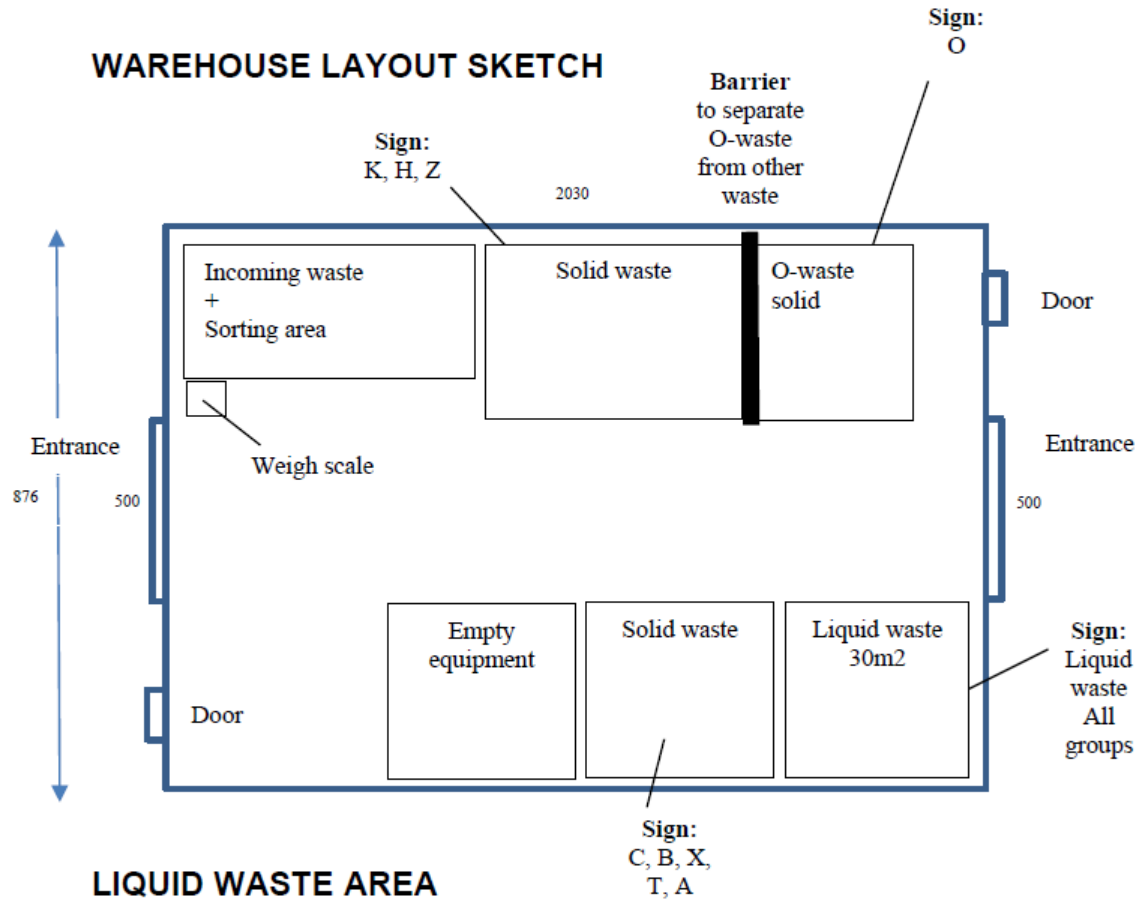 Sign:
O
WAREHOUSE LAYOUT SKETCH
Barrier
to separate
O-waste
from other
waste
Sign:
K, H, Z
2030
Incoming waste
+
Sorting area
Solid waste
O-waste
solid
Door
Entrance
Weigh scale
Entrance
876
500
500
Empty
equipment
Solid waste
Liquid waste
30m2
Sign:
Liquid
waste
All
groups
Door
Sign:
C, B, X,
T, A
LIQUID WASTE AREA